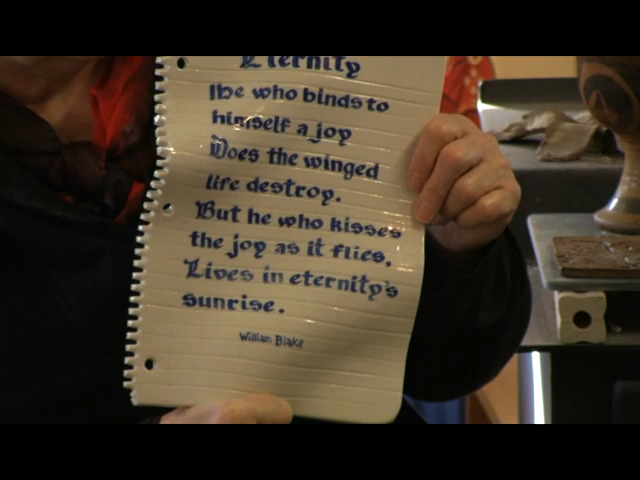 Eternity
He who binds to
himself a joy
Does the winged
life destroy.
But he who kisses
the joy as it flies,
Lives in eternity's
sunrise.
William Blake